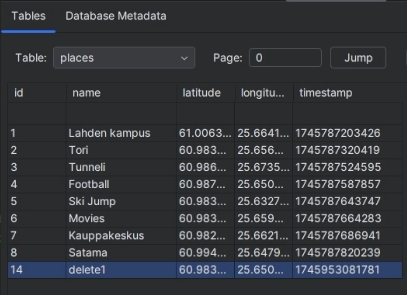 Tables Database Metadata
Table: places Page: 0 Jump
id name latitude longitu... timestamp
1 Lahden kampus 61.0063... 25.6641... 1745787203426
2 Tori 60.983... 25.656... 1745787320419
3 Tunneli 60.986... 25.6735... 1745787524595
4 Football 60.987... 25.650... 1745787587857
5 Ski Jump 60.983... 25.6327... 1745787643747
6 Movies 60.983... 25.659... 1745787664283
7 Kauppakeskus 60.982... 25.6621... 1745787686941
8 Satama 60.994... 25.6479... 1745787820239
14 delete1 60.983... 25.650... 1745953081781